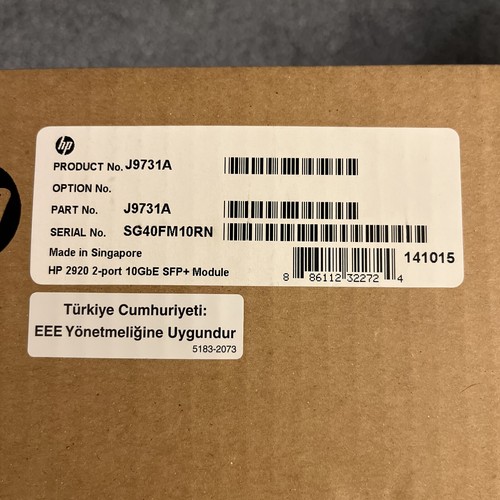 hp
PRODUCT No. J9731A
OPTION No.
PART No. J9731A
SERIAL No. SG40FM10RN
Made in Singapore
HP 2920 2-port 10GbE SFP+ Module
8 86112 32272 4
141015
Türkiye Cumhuriyeti:
EEE Yönetmeliğine Uygundur
5183-2073